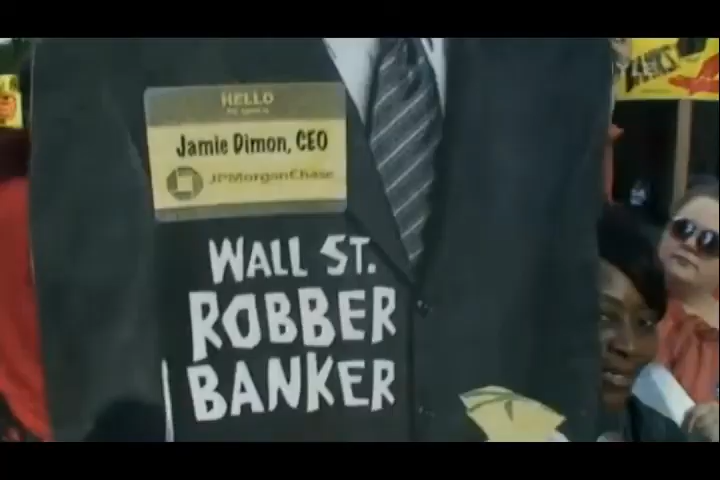 HELLO
Jamie Dimon, CEO
JPMorganChase
WALL ST.
ROBBER
BANKER